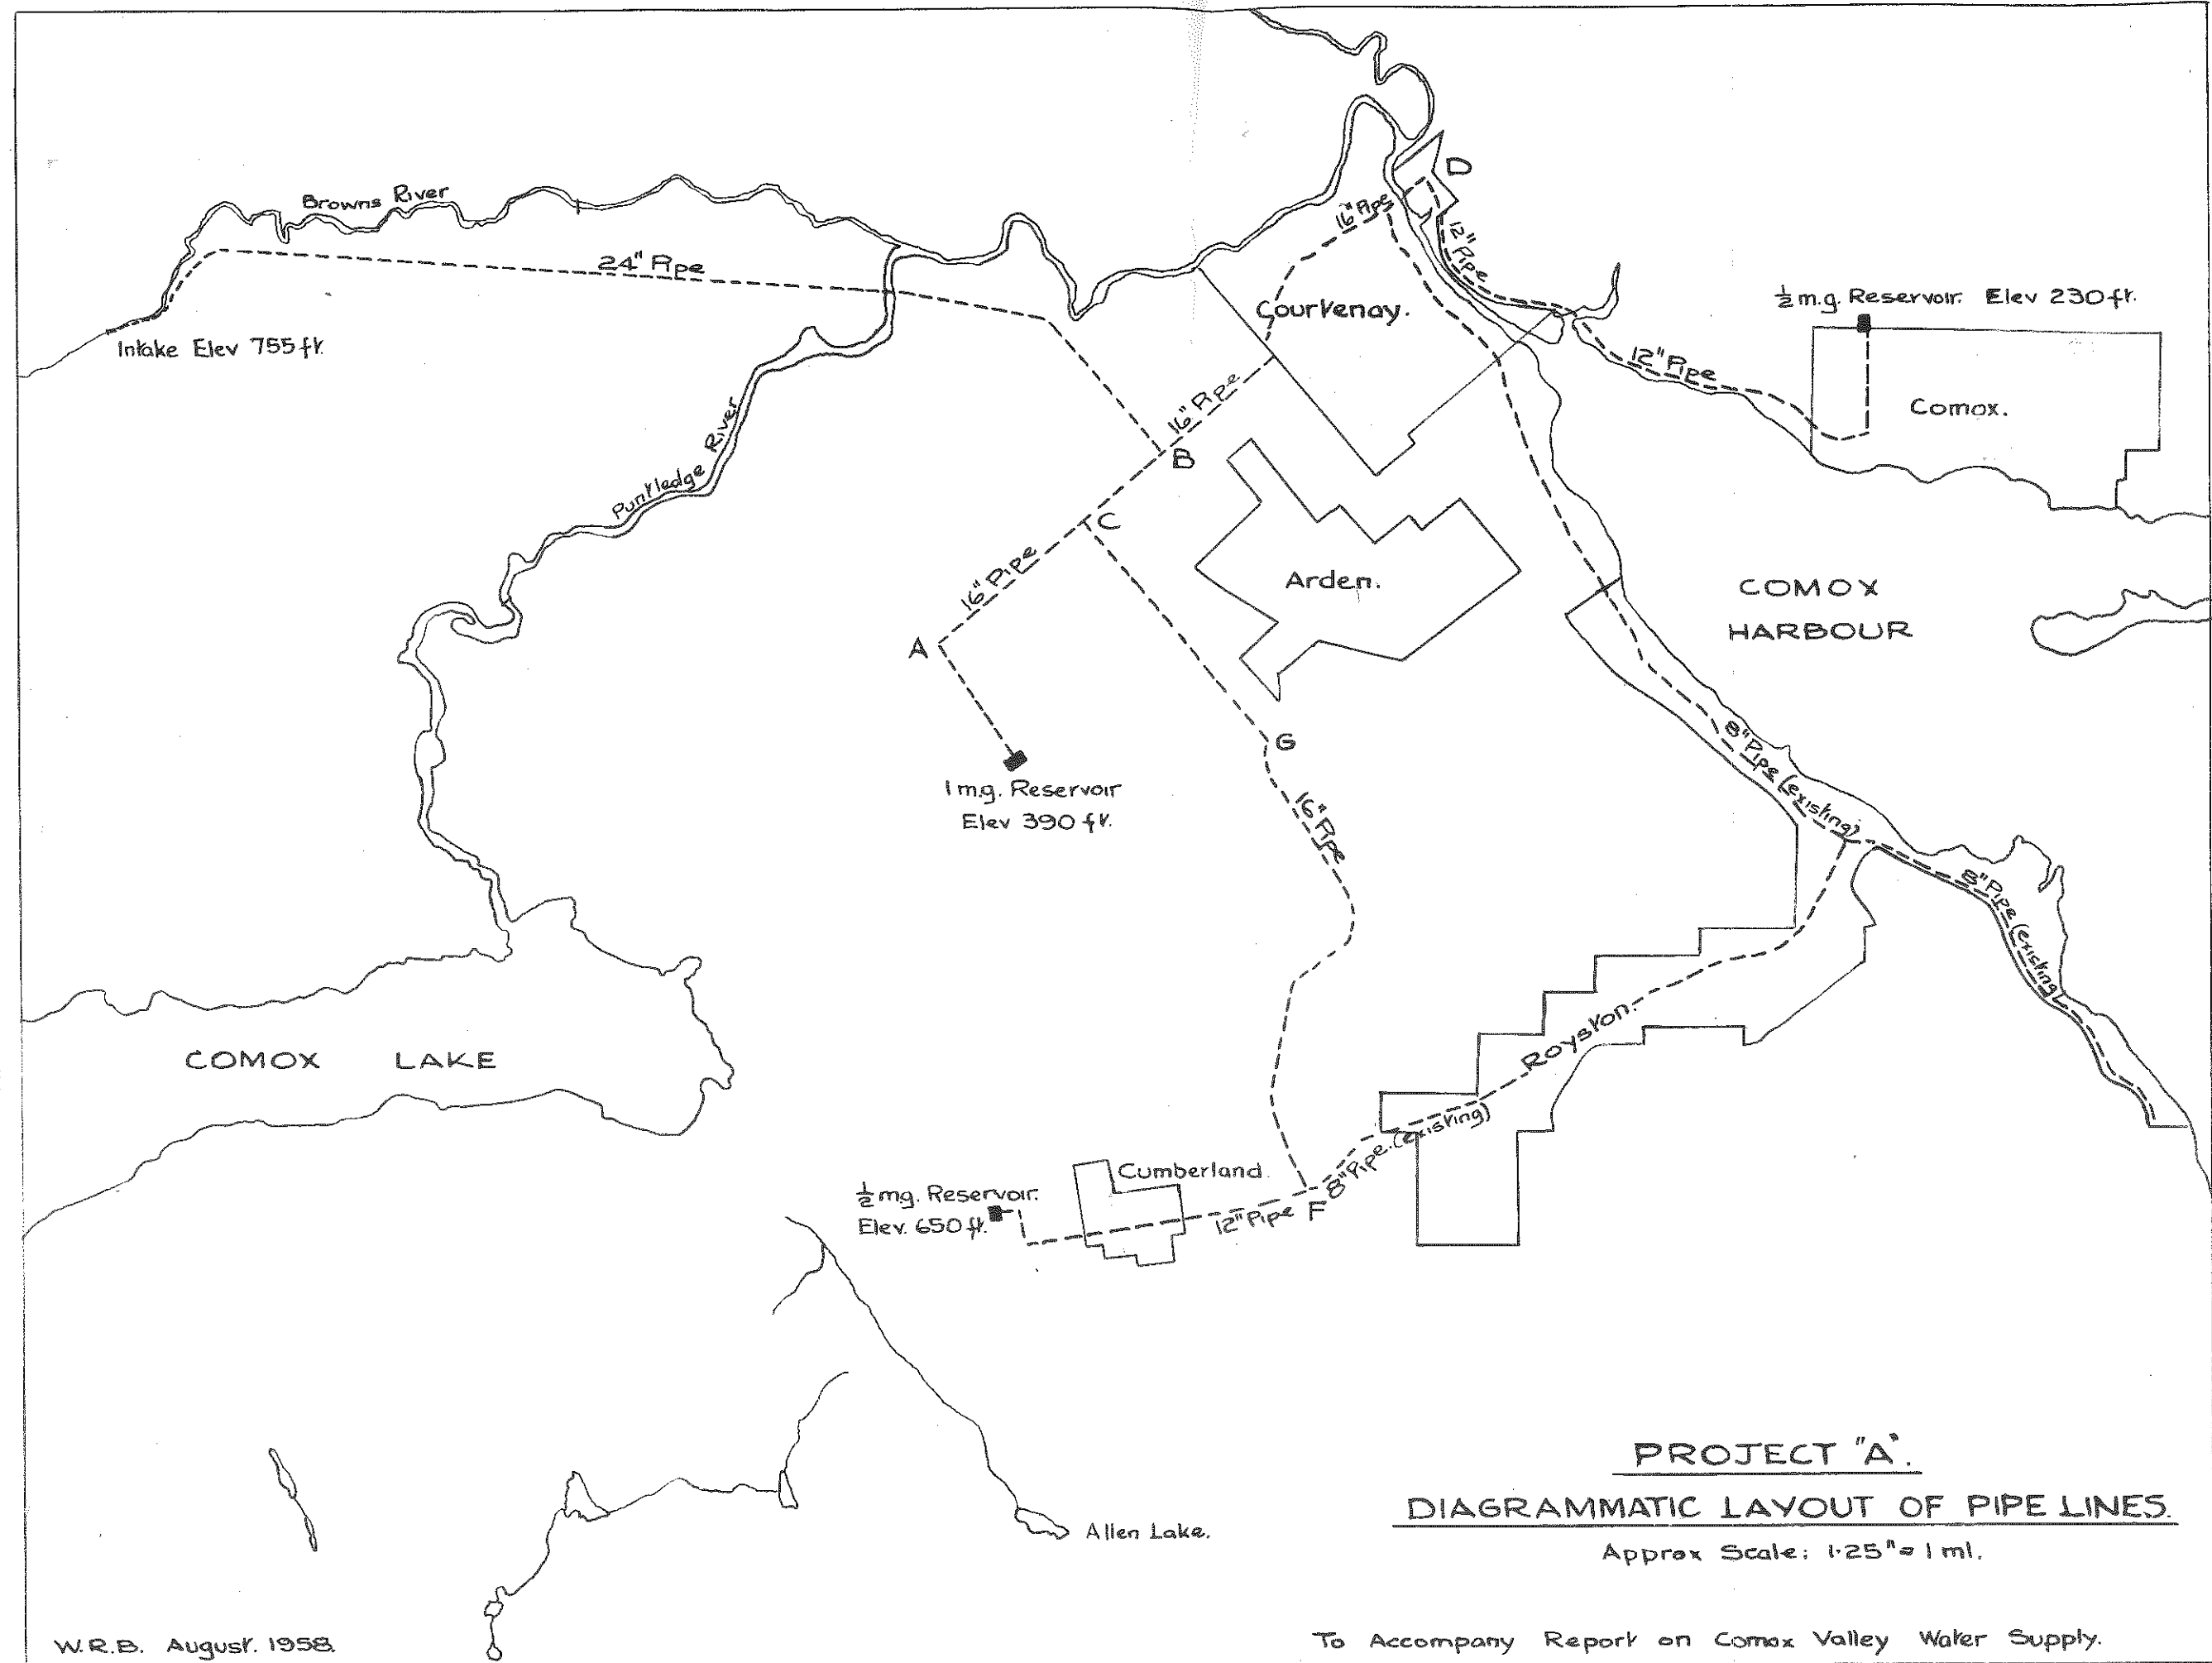 Browns River
24" Pipe
Intake Elev 755 ft.
Puntledge River
16" Pipe
D
12" Pipe
Courtenay.
½ m.g. Reservoir. Elev 230 ft.
12" Pipe
Comox.
16" Pipe
B
C
16" Pipe
A
Arden.
COMOX
HARBOUR
G
1 m.g. Reservoir
Elev 390 ft.
16" Pipe
8" Pipe (existing)
8" Pipe (existing)
COMOX LAKE
Royston.
8" Pipe. (existing)
Cumberland.
½ m.g. Reservoir.
Elev. 650 ft.
12" Pipe
F
Allen Lake.
PROJECT "A".
DIAGRAMMATIC LAYOUT OF PIPE LINES.
Approx Scale: 1.25" = 1 ml.
W.R.B. August. 1958.
To Accompany Report on Comox Valley Water Supply.